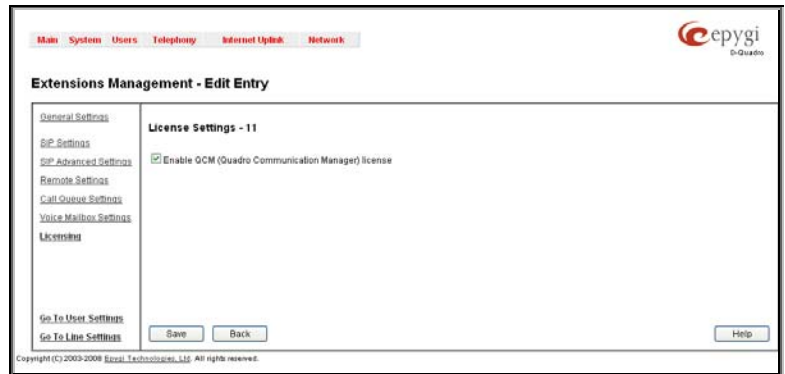 Main System Users Telephony Internet Uplink Network
epygi
D-Quadro
Extensions Management - Edit Entry
General Settings
SIP Settings
SIP Advanced Settings
Remote Settings
Call Queue Settings
Voice Mailbox Settings
Licensing
Go To User Settings
Go To Line Settings
License Settings - 11
Enable QCM (Quadro Communication Manager) license
Save Back Help
Copyright (C) 2003-2008 Epygi Technologies, Ltd. All rights reserved.